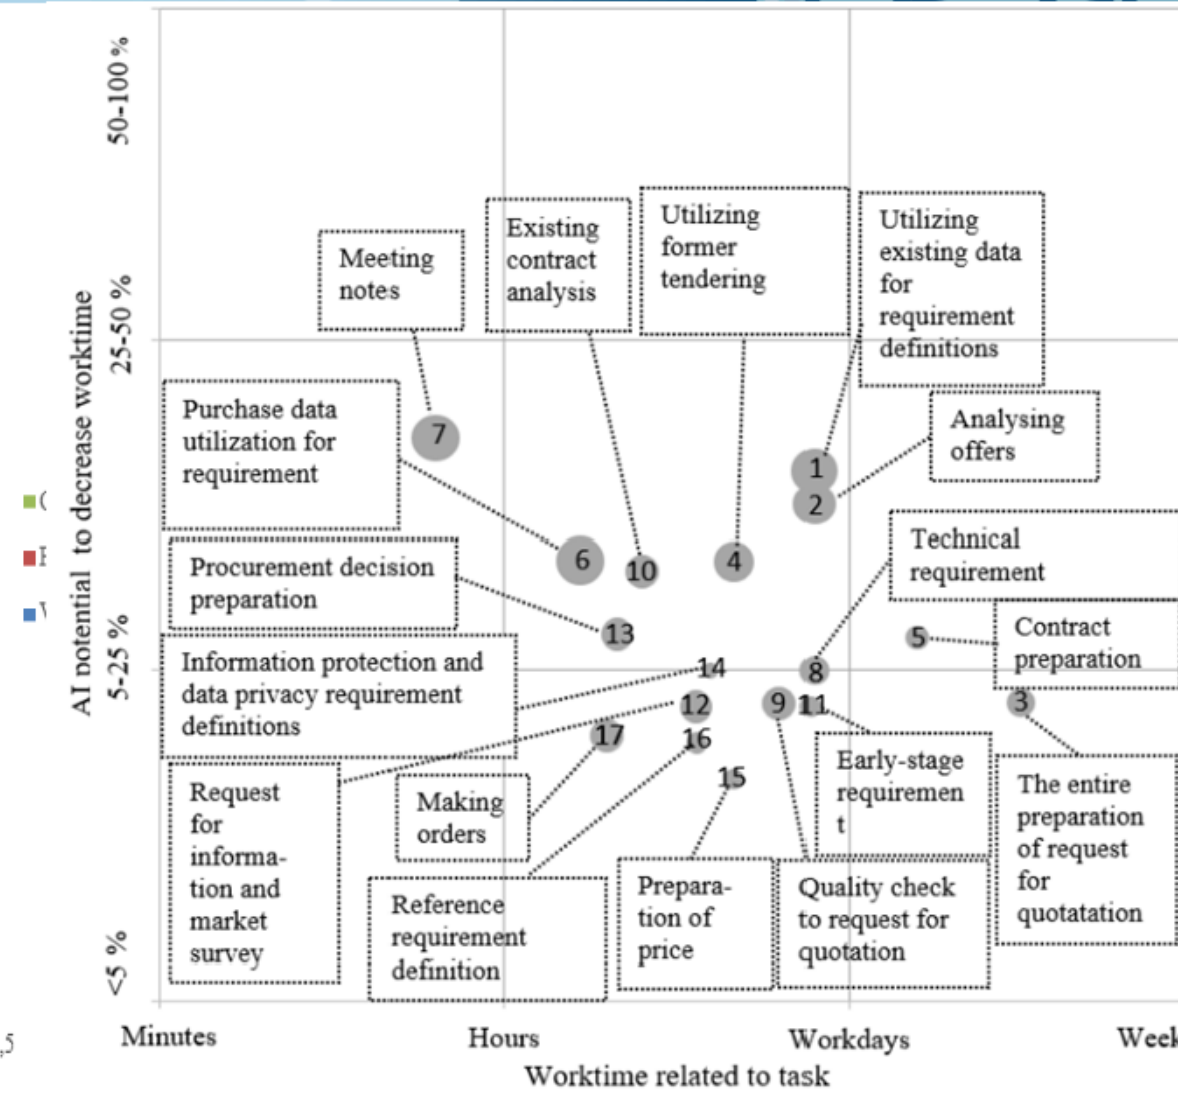 50-100 %
25-50 %
5-25 %
<5 %
AI potential to decrease worktime
Meeting
notes
Existing
contract
analysis
Utilizing
former
tendering
Utilizing
existing data
for
requirement
definitions
Purchase data
utilization for
requirement
Analysing
offers
7
1
2
Technical
requirement
Procurement decision
preparation
6
10
4
Contract
preparation
13
5
Information protection and
data privacy requirement
definitions
14
8
12
9
11
3
17
16
15
Request
for
informa-
tion and
market
survey
Making
orders
Early-stage
requiremen
t
The entire
preparation
of request
for
quotatation
Reference
requirement
definition
Prepara-
tion of
price
Quality check
to request for
quotation
Minutes
Hours
Workdays
Week
Worktime related to task
,5